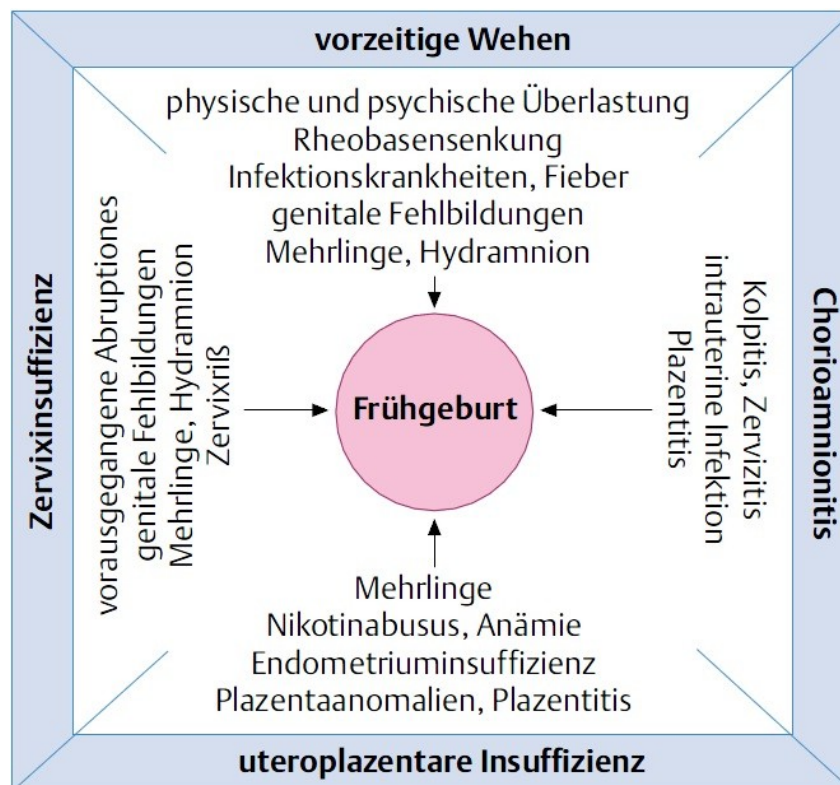 vorzeitige Wehen
physische und psychische Überlastung
Rheobasensenkung
Infektionskrankheiten, Fieber
genitale Fehlbildungen
Mehrlinge, Hydramnion
Zervixinsuffizienz
vorausgegangene Abruptiones
genitale Fehlbildungen
Mehrlinge, Hydramnion
Zervixriß
Frühgeburt
Kolpitis, Zervizitis
intrauterine Infektion
Plazentitis
Chorioamnionitis
Mehrlinge
Nikotinabusus, Anämie
Endometriuminsuffizienz
Plazentaanomalien, Plazentitis
uteroplazentare Insuffizienz